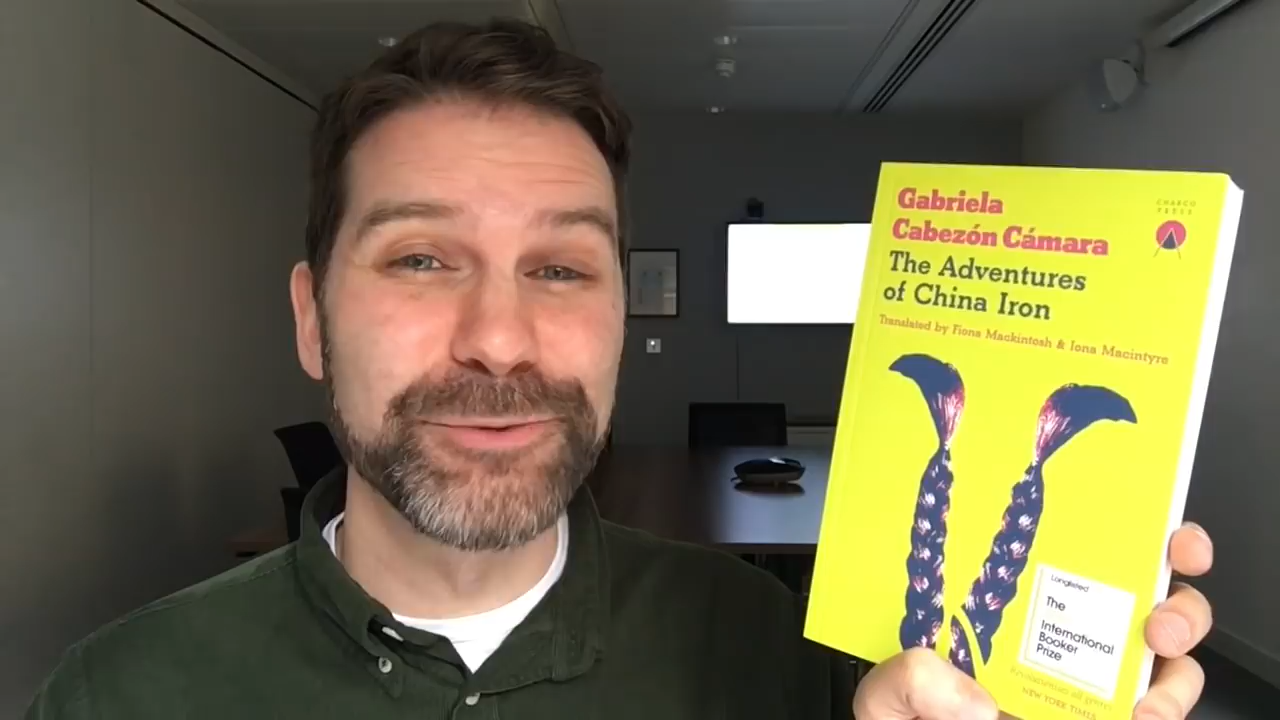 Gabriela
Cabezón Cámara
CHARCO
PRESS
The Adventures
of China Iron
Translated by Fiona Mackintosh & Iona Macintyre
Longlisted
The
International
Booker
Prize
NEW YORK TIMES